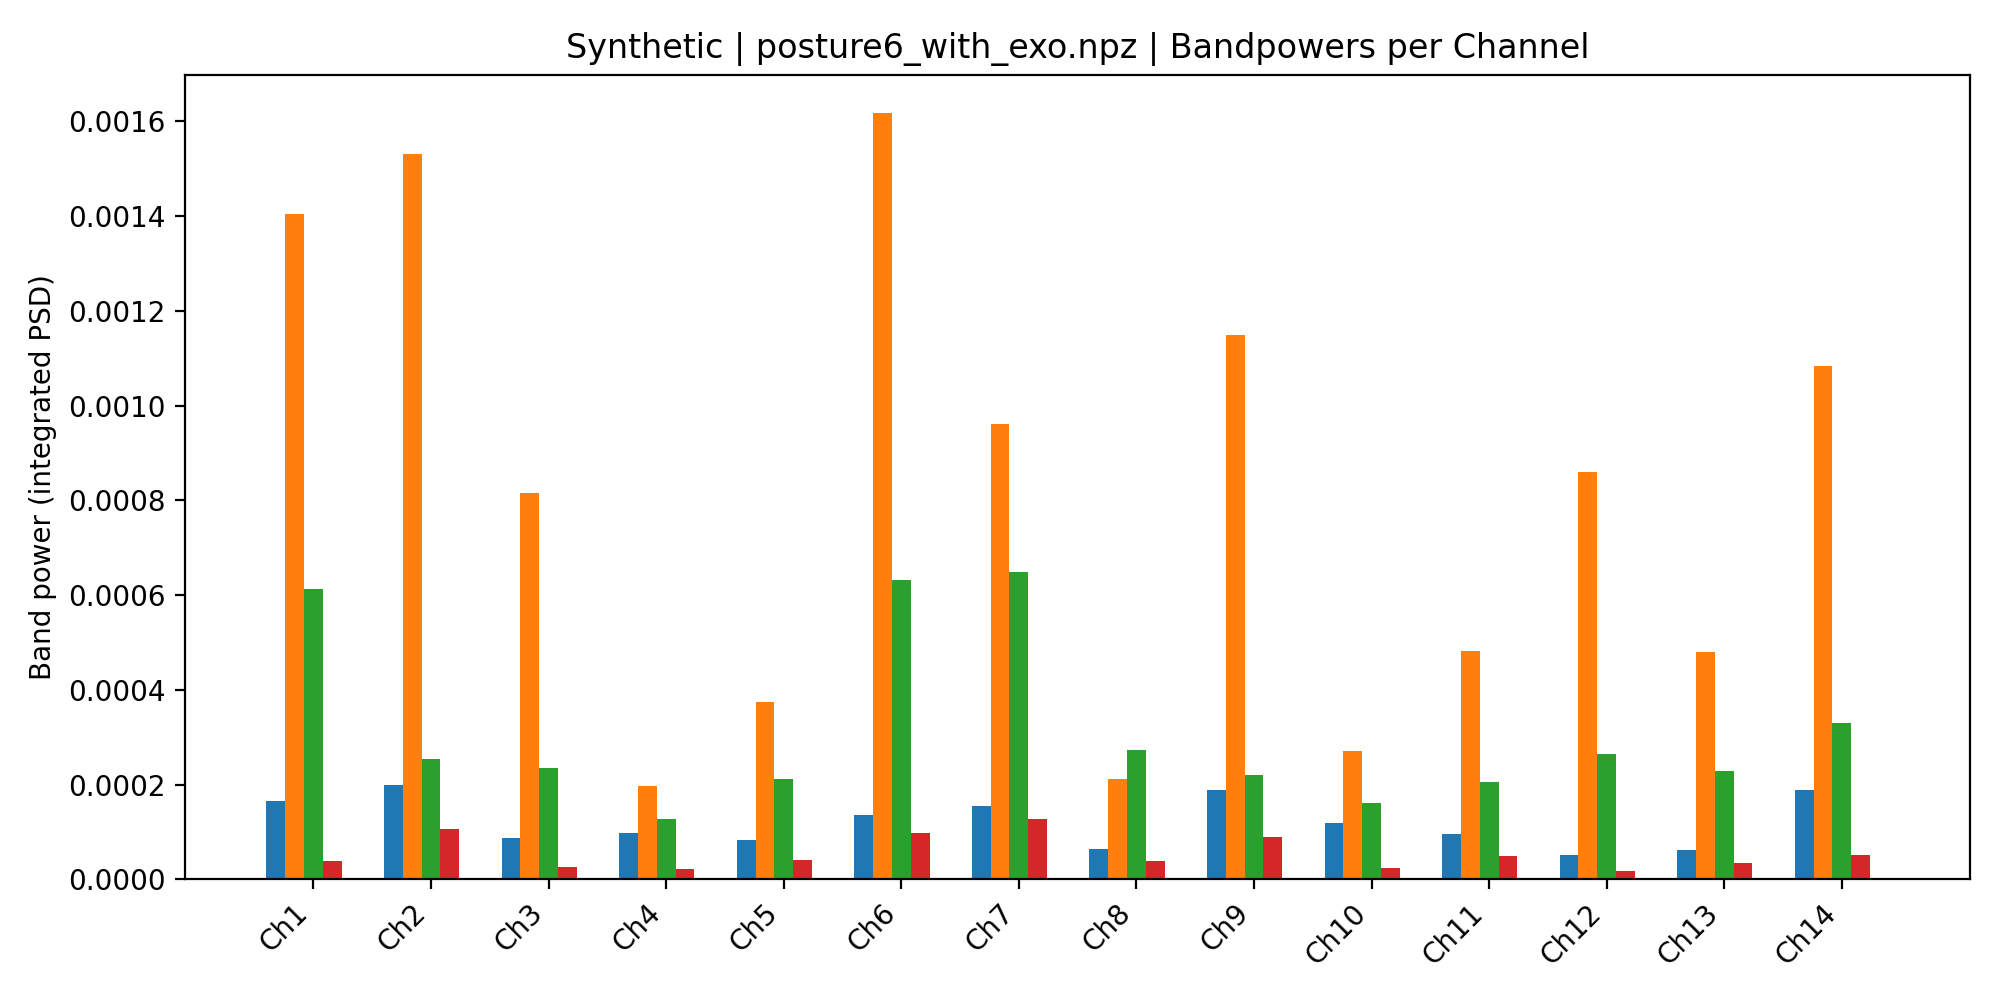 Synthetic | posture6_with_exo.npz | Bandpowers per Channel
Band power (integrated PSD)
0.0016
0.0014
0.0012
0.0010
0.0008
0.0006
0.0004
0.0002
0.0000
Ch1
Ch2
Ch3
Ch4
Ch5
Ch6
Ch7
Ch8
Ch9
Ch10
Ch11
Ch12
Ch13
Ch14